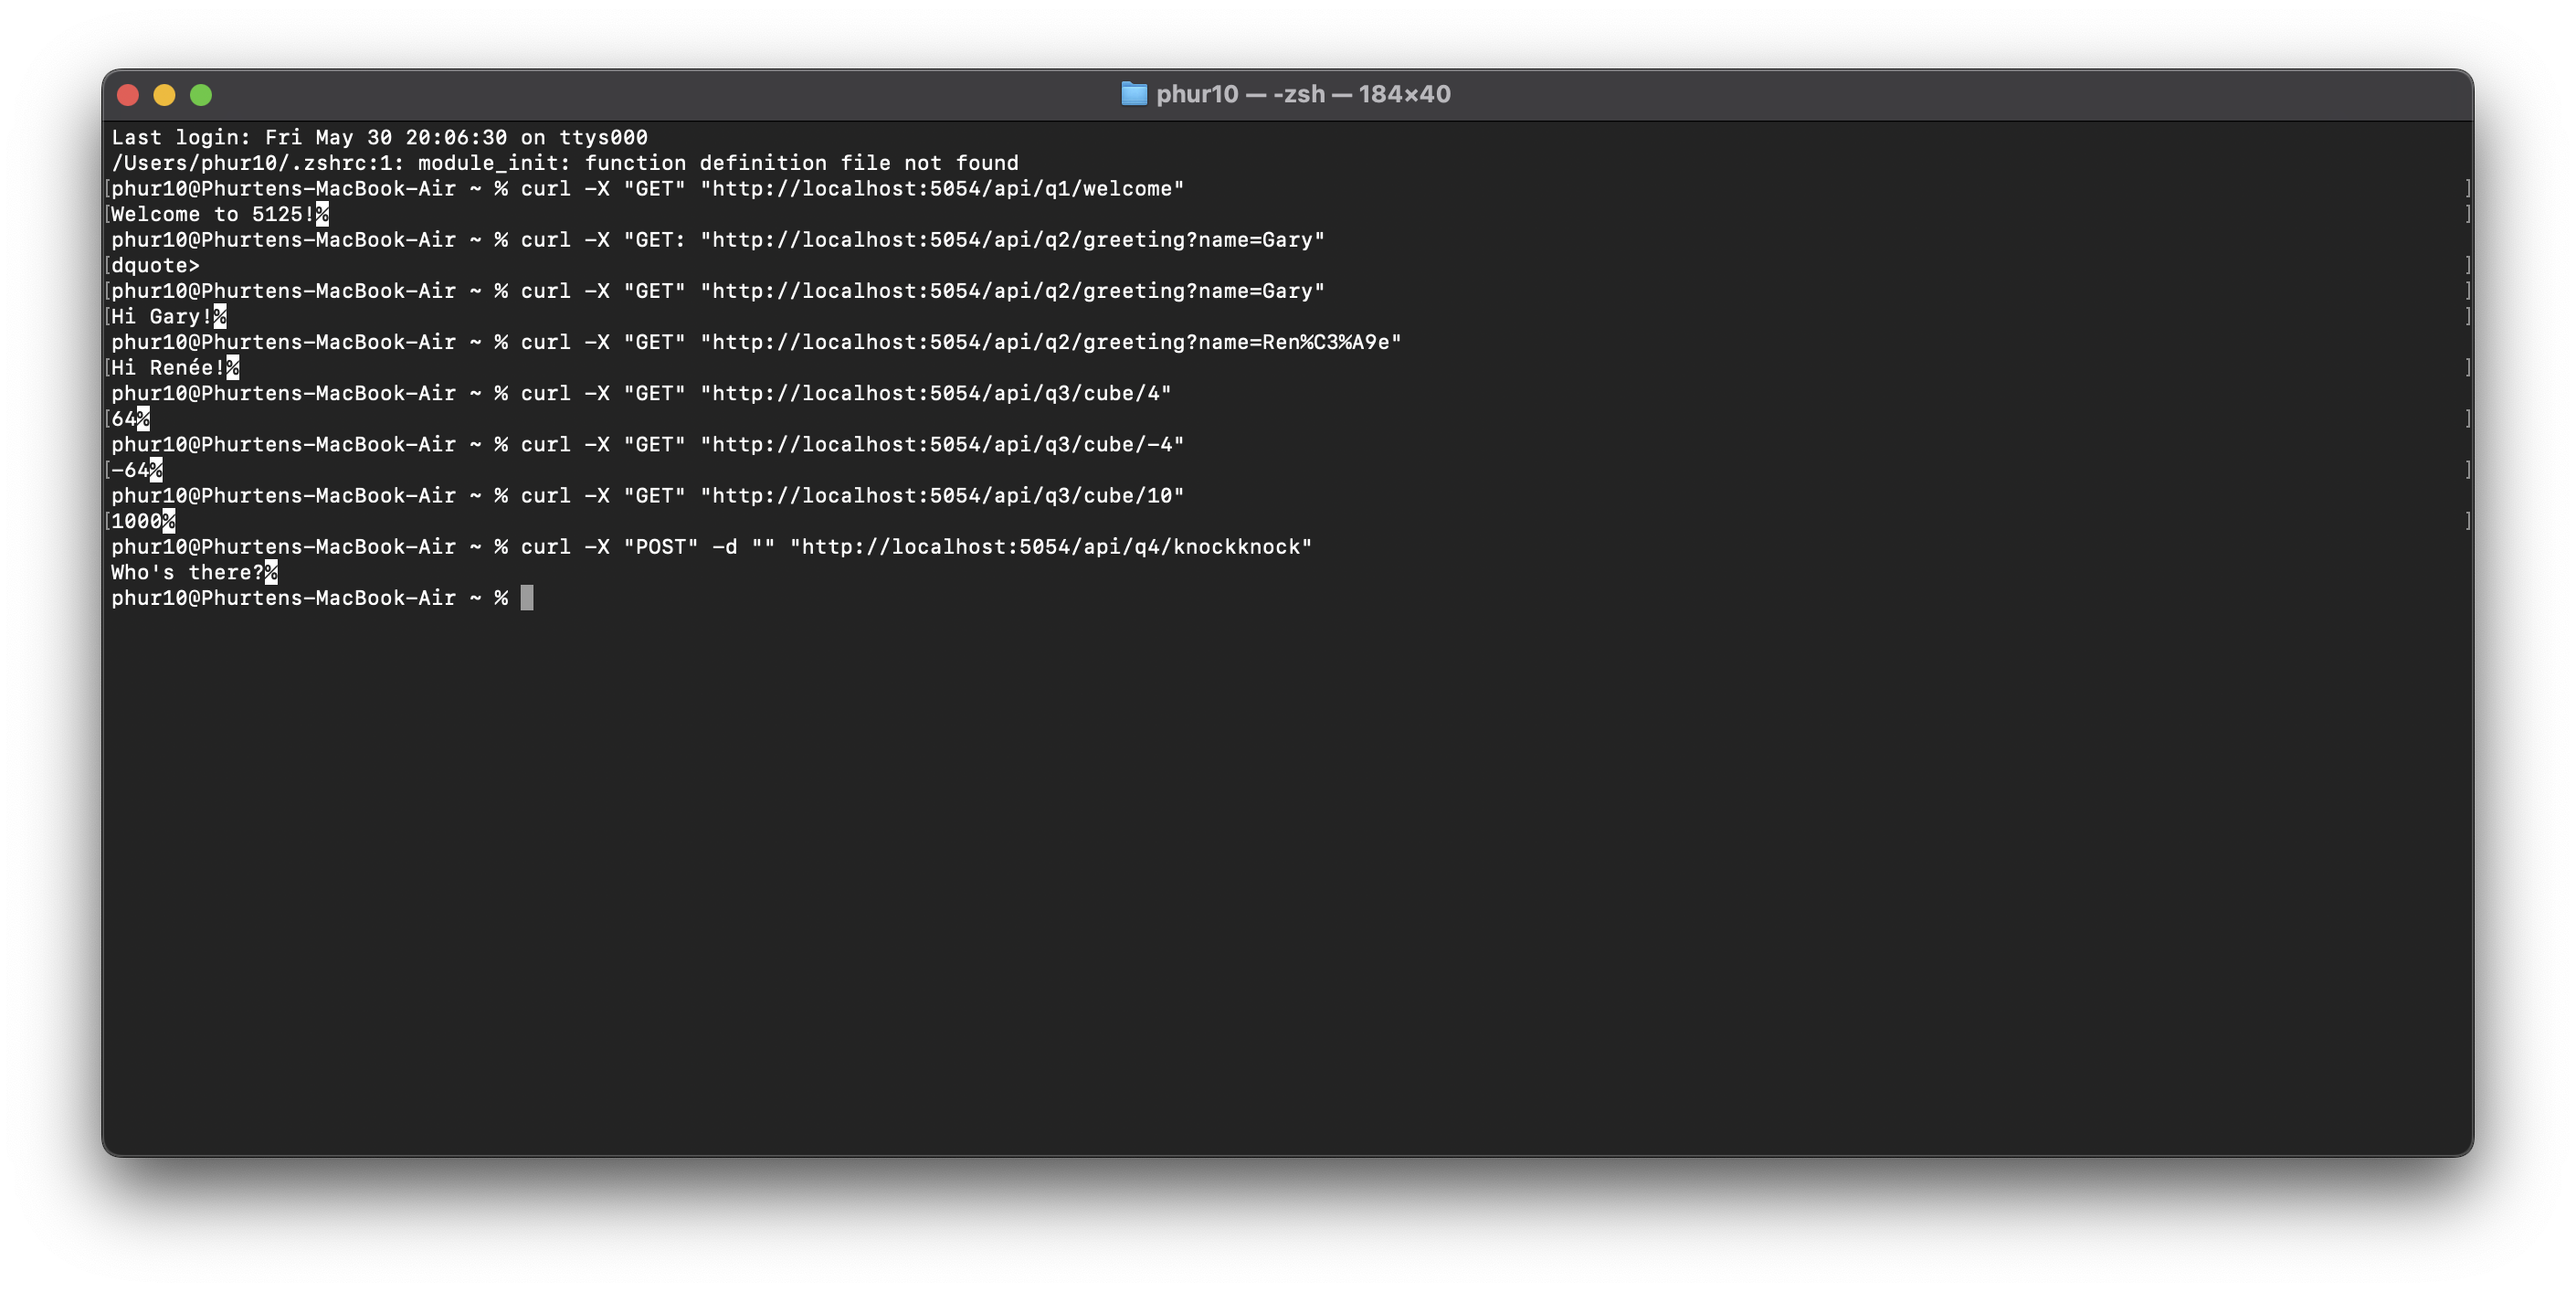 phur10 — -zsh — 184×40
Last login: Fri May 30 20:06:30 on ttys000
/Users/phur10/.zshrc:1: module_init: function definition file not found
[phur10@Phurtens-MacBook-Air ~ % curl -X "GET" "http://localhost:5054/api/q1/welcome" ]
[Welcome to 5125!% ]
phur10@Phurtens-MacBook-Air ~ % curl -X "GET: "http://localhost:5054/api/q2/greeting?name=Gary"
[dquote> ]
[phur10@Phurtens-MacBook-Air ~ % curl -X "GET" "http://localhost:5054/api/q2/greeting?name=Gary" ]
[Hi Gary!% ]
phur10@Phurtens-MacBook-Air ~ % curl -X "GET" "http://localhost:5054/api/q2/greeting?name=Ren%C3%A9e"
[Hi Renée!% ]
phur10@Phurtens-MacBook-Air ~ % curl -X "GET" "http://localhost:5054/api/q3/cube/4"
[64% ]
phur10@Phurtens-MacBook-Air ~ % curl -X "GET" "http://localhost:5054/api/q3/cube/-4"
[-64% ]
phur10@Phurtens-MacBook-Air ~ % curl -X "GET" "http://localhost:5054/api/q3/cube/10"
[1000% ]
phur10@Phurtens-MacBook-Air ~ % curl -X "POST" -d "" "http://localhost:5054/api/q4/knockknock"
Who's there?%
phur10@Phurtens-MacBook-Air ~ %